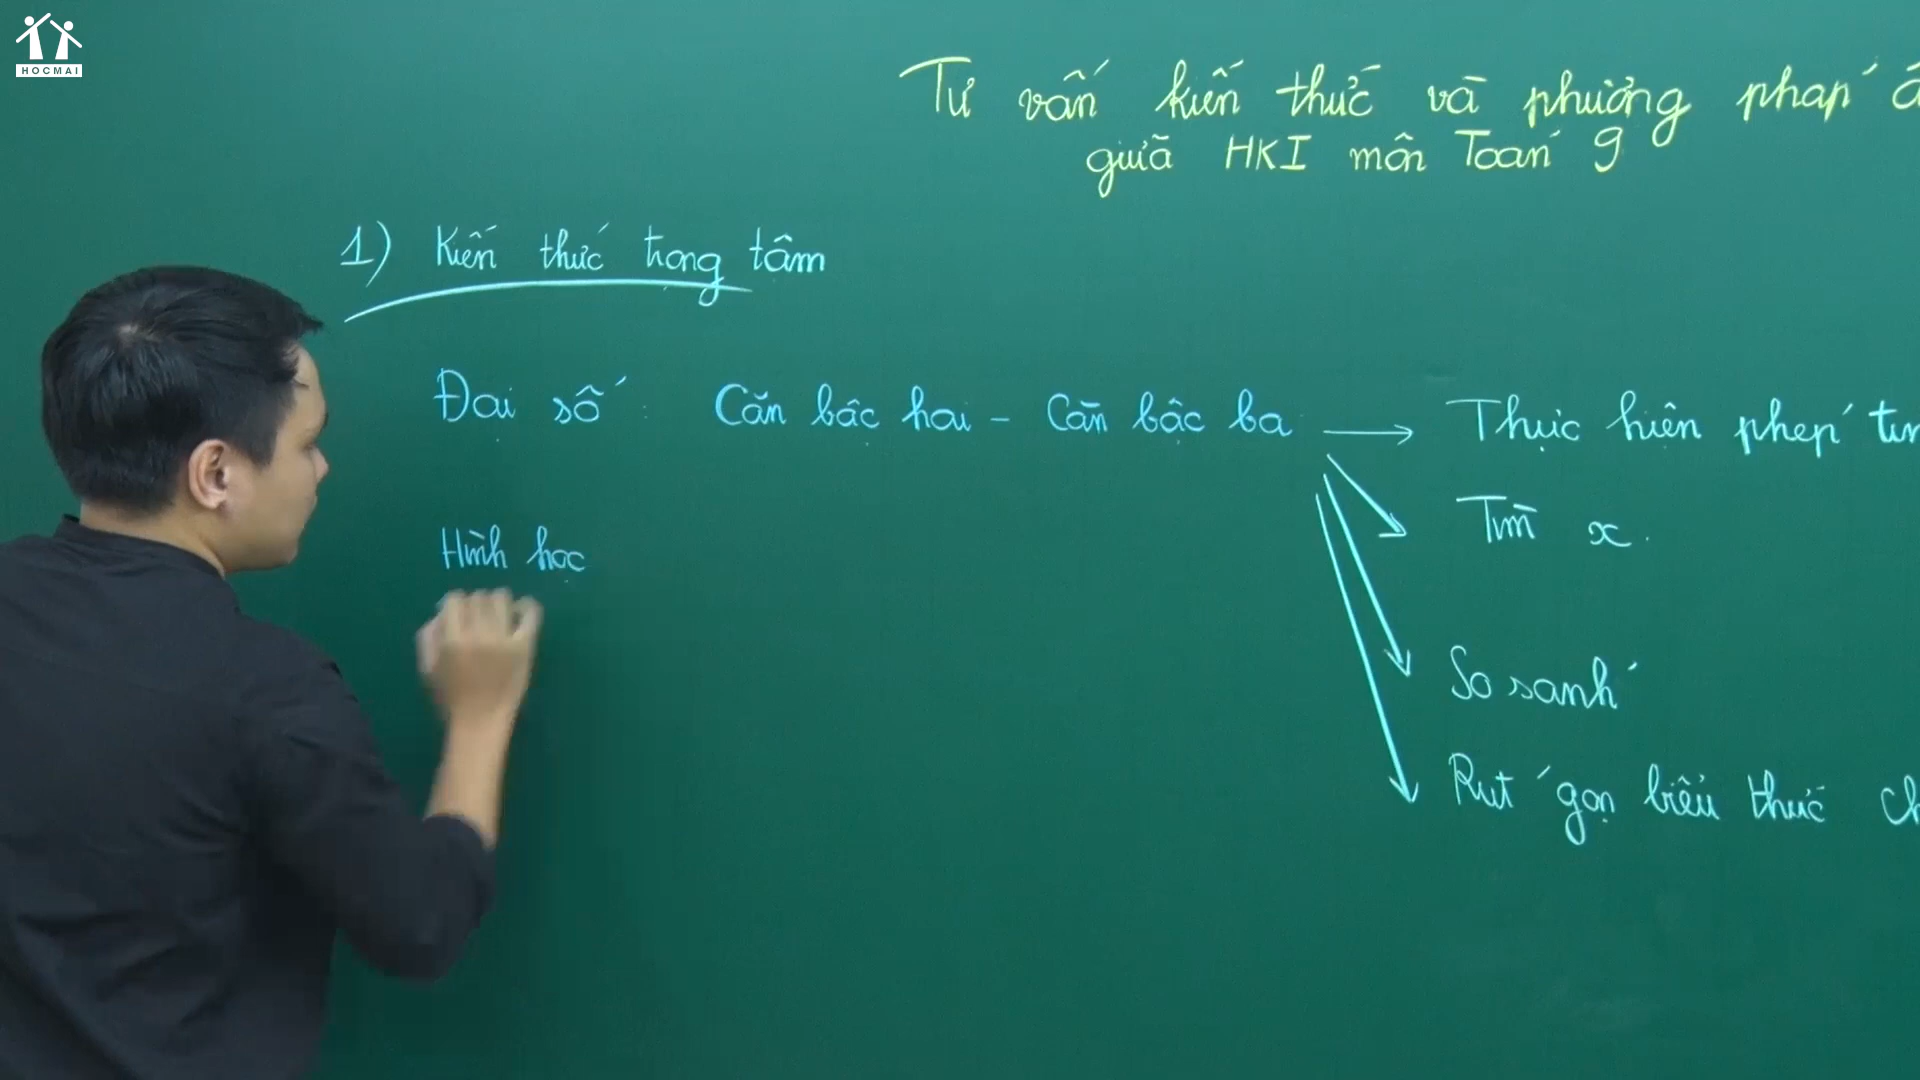 HOCMAI
Tư vấn kiến thức và phương pháp
giữa HKI môn Toán 9
1) Kiến thức trọng tâm
Đại số : Căn bậc hai - Căn bậc ba → Thực hiện phép
Tìm x.
So sánh
Hình học
Rút gọn biểu thức